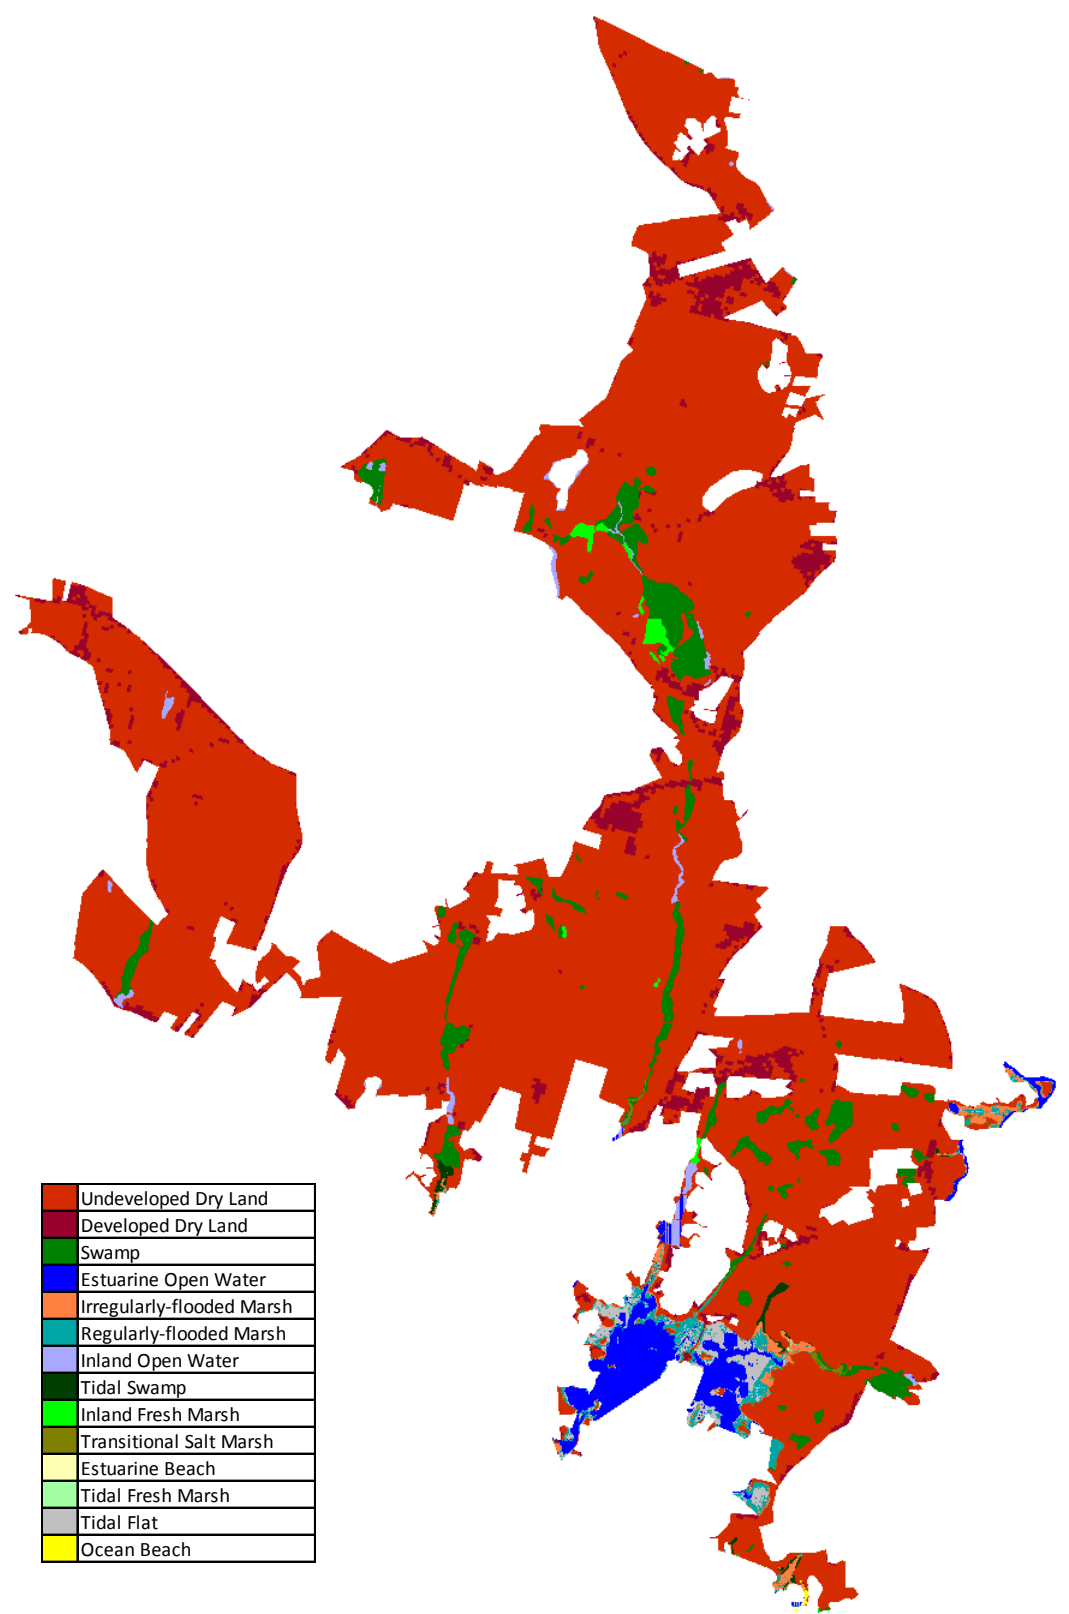 Undeveloped Dry Land
Developed Dry Land
Swamp
Estuarine Open Water
Irregularly-flooded Marsh
Regularly-flooded Marsh
Inland Open Water
Tidal Swamp
Inland Fresh Marsh
Transitional Salt Marsh
Estuarine Beach
Tidal Fresh Marsh
Tidal Flat
Ocean Beach